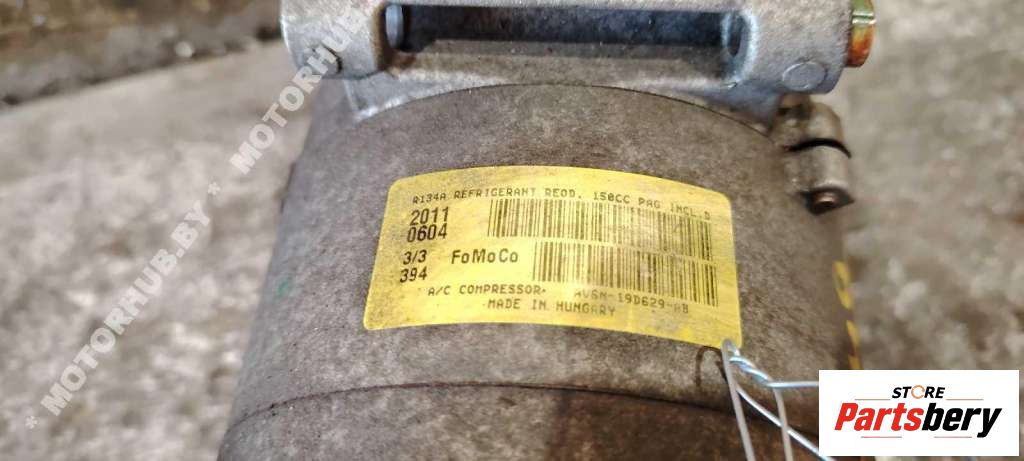 R134A REFRIGERANT REQD. 150CC PAG INCL.D
2011
0604
3/3 FoMoCo
394
A/C COMPRESSOR· AV6N-19D629-BB
·MADE IN HUNGARY
* MOTORHUB.BY * MOTORHUB
STORE
Partsbery